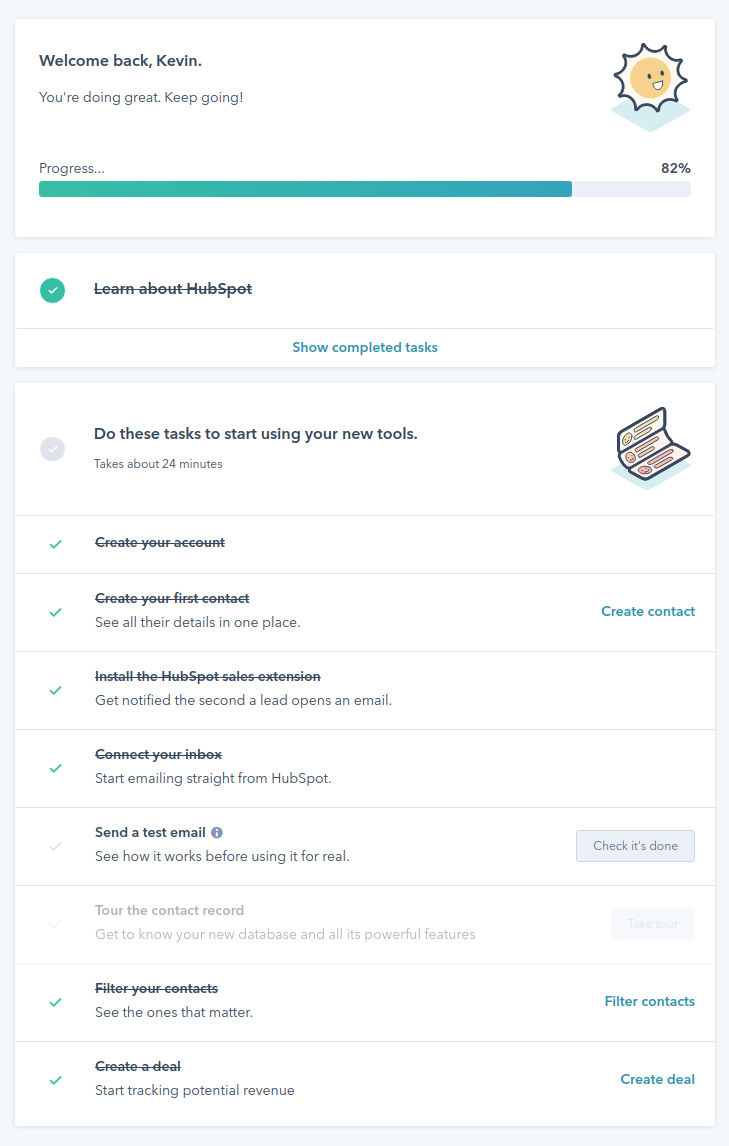 Welcome back, Kevin.
You're doing great. Keep going!
Progress...
82%
Learn about HubSpot
Show completed tasks
Do these tasks to start using your new tools.
Takes about 24 minutes
Create your account
Create your first contact
See all their details in one place.
Create contact
Install the HubSpot sales extension
Get notified the second a lead opens an email.
Connect your inbox
Start emailing straight from HubSpot.
Send a test email
See how it works before using it for real.
Check it's done
Tour the contact record
Get to know your new database and all its powerful features
Take tour
Filter your contacts
See the ones that matter.
Filter contacts
Create a deal
Start tracking potential revenue
Create deal